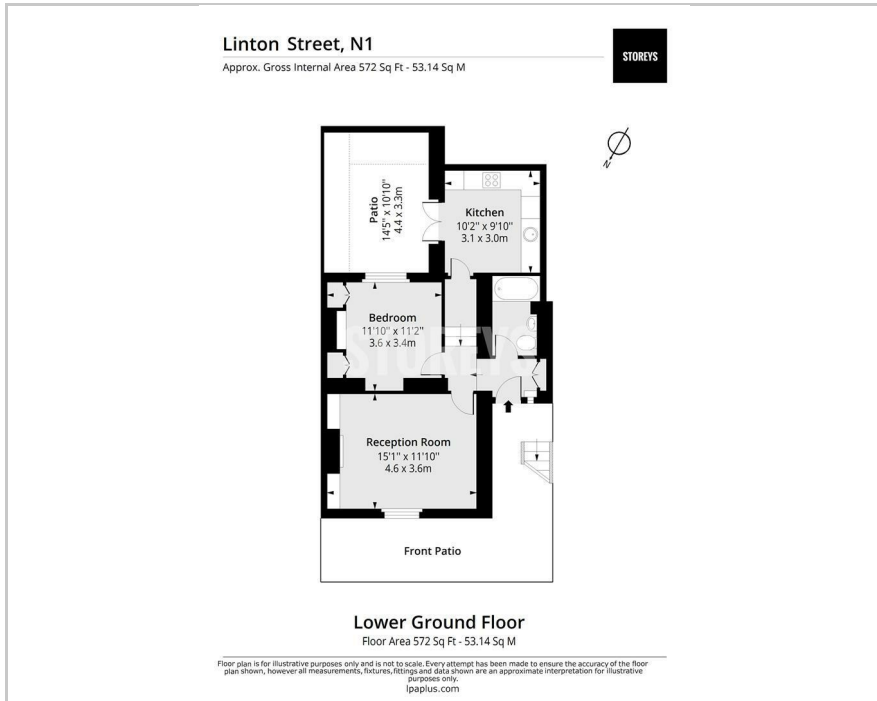 Linton Street, N1
Approx. Gross Internal Area 572 Sq Ft - 53.14 Sq M
STOREYS
N
Patio
14'5" x 10'10"
4.4 x 3.3m
Kitchen
10'2" x 9'10"
3.1 x 3.0m
Bedroom
11'10" x 11'2"
3.6 x 3.4m
STOREYS
Reception Room
15'1" x 11'10"
4.6 x 3.6m
Front Patio
Lower Ground Floor
Floor Area 572 Sq Ft - 53.14 Sq M
Floor plan is for illustrative purposes only and is not to scale. Every attempt has been made to ensure the accuracy of the floor
plan shown, however all measurements, fixtures, fittings and data shown are an approximate interpretation for illustrative
purposes only.
lpaplus.com